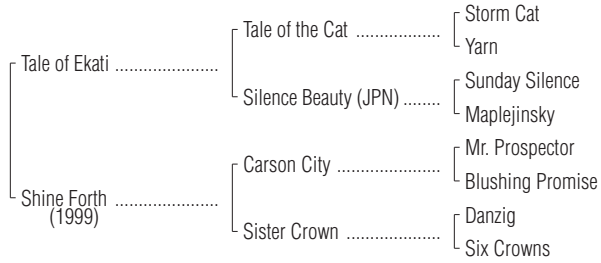 Storm Cat
Tale of the Cat ..................
Yarn
Tale of Ekati ......................
Sunday Silence
Silence Beauty (JPN) ........
Maplejinsky
Mr. Prospector
Carson City ......................
Blushing Promise
Shine Forth ......................
(1999)
Danzig
Sister Crown ....................
Six Crowns